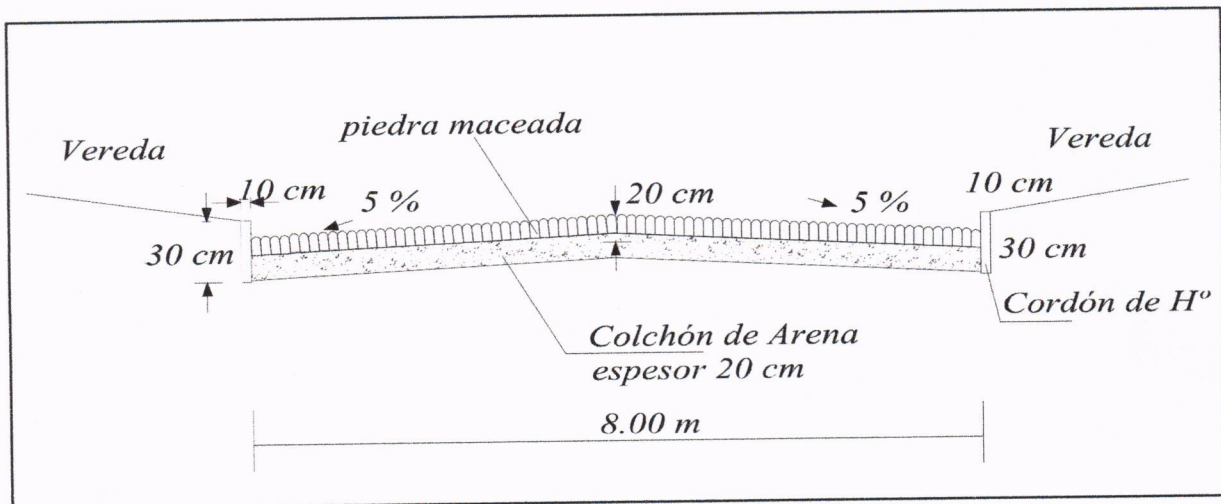 piedra maceada
Vereda
Vereda
10 cm
5 %
20 cm
5 %
10 cm
30 cm
30 cm
Cordón de Hº
Colchón de Arena
espesor 20 cm
8.00 m